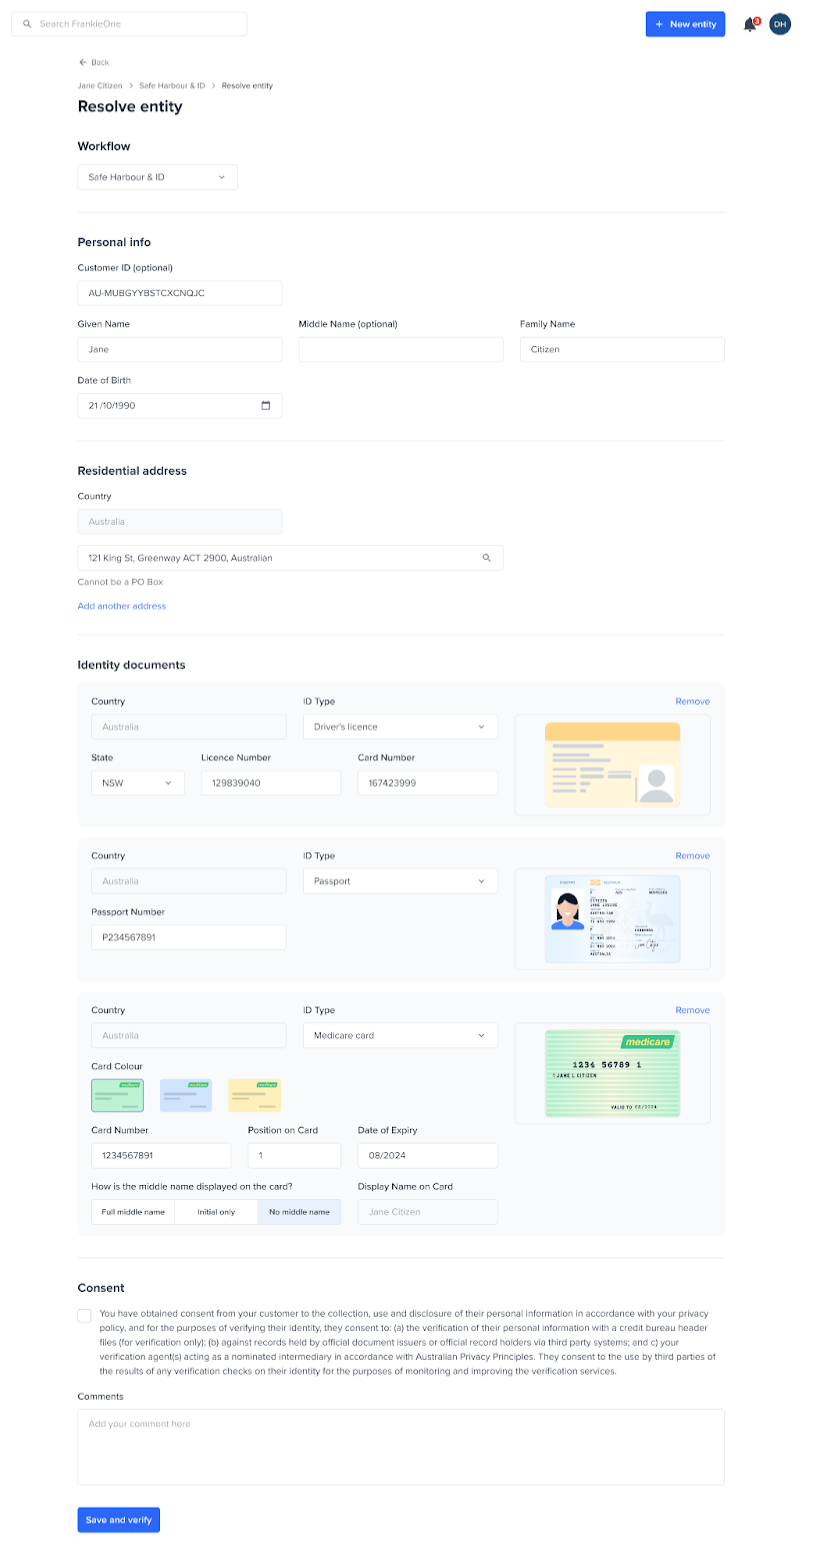 Search FrankieOne
+ New entity
3
DH
Back
Jane Citizen > Safe Harbour & ID > Resolve entity
Resolve entity
Workflow
Safe Harbour & ID
Personal info
Customer ID (optional)
AU-MUBGYYBSTCXCNQJC
Given Name Middle Name (optional) Family Name
Jane Citizen
Date of Birth
21 /10/1990
Residential address
Country
Australia
121 King St, Greenway ACT 2900, Australian
Cannot be a PO Box
Add another address
Identity documents
Country ID Type Remove
Australia Driver's licence
State Licence Number Card Number
NSW 129839040 167423999
Country ID Type Remove
Australia Passport
Passport Number
P234567891
AUSTRALIA
Country ID Type Remove
Australia Medicare card
medicare
1234 56789 1
1 JANE L CITIZEN
VALID TO 08/2024
Card Colour
medicare medicare medicare
Card Number Position on Card Date of Expiry
1234567891 1 08/2024
How is the middle name displayed on the card? Display Name on Card
Full middle name Initial only No middle name Jane Citizen
Consent
You have obtained consent from your customer to the collection, use and disclosure of their personal information in accordance with your privacy
policy, and for the purposes of verifying their identity, they consent to: (a) the verification of their personal information with a credit bureau header
files (for verification only); (b) against records held by official document issuers or official record holders via third party systems; and c) your
verification agent(s) acting as a nominated intermediary in accordance with Australian Privacy Principles. They consent to the use by third parties of
the results of any verification checks on their identity for the purposes of monitoring and improving the verification services.
Comments
Add your comment here
Save and verify